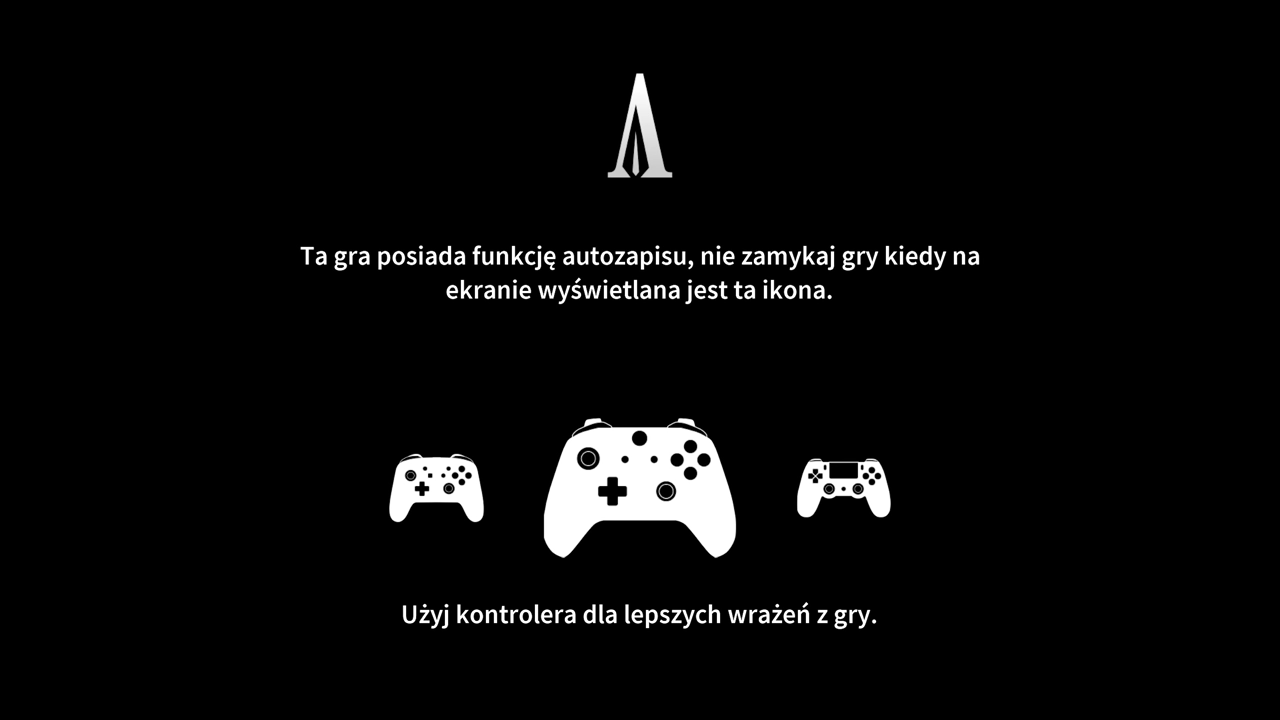 Ta gra posiada funkcję autozapisu, nie zamykaj gry kiedy na
ekranie wyświetlana jest ta ikona.
Użyj kontrolera dla lepszych wrażeń z gry.